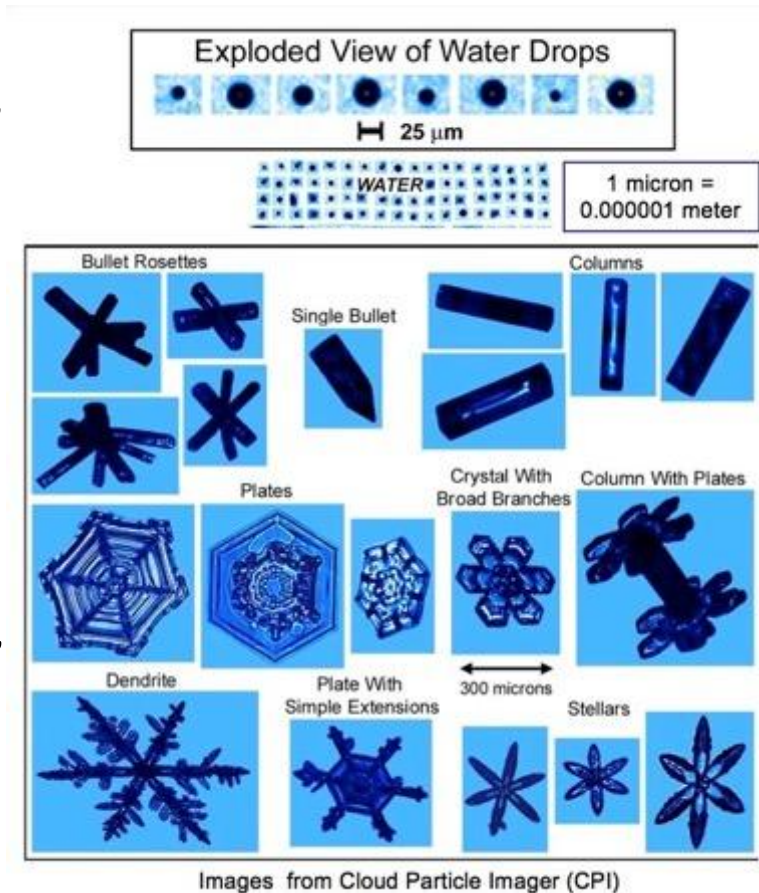 Exploded View of Water Drops
25 μm
WATER
1 micron =
0.000001 meter
Bullet Rosettes
Single Bullet
Columns
Plates
Crystal With
Broad Branches
Column With Plates
300 microns
Dendrite
Plate With
Simple Extensions
Stellars
Images from Cloud Particle Imager (CPI)